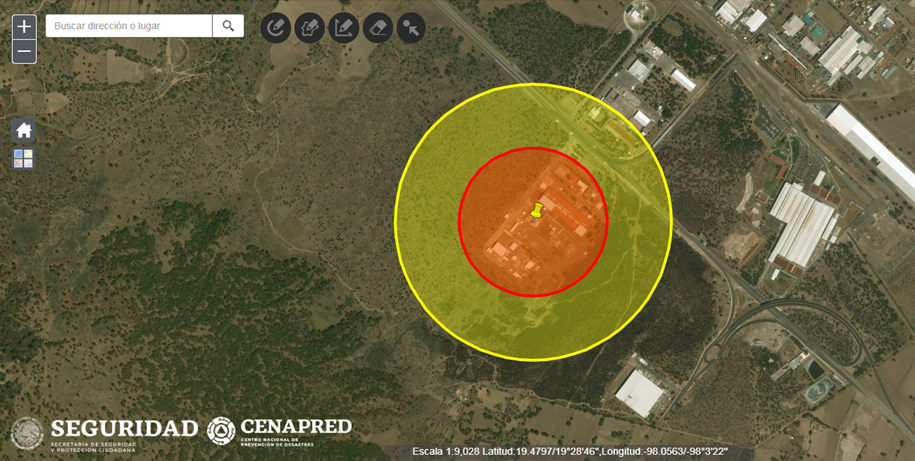 Buscar dirección o lugar
SEGURIDAD
SECRETARÍA DE SEGURIDAD
Y PROTECCIÓN CIUDADANA
CENAPRED
CENTRO NACIONAL DE
PREVENCIÓN DE DESASTRES
Escala 1:9,028 Latitud:19.4797/19°28'46",Longitud:-98.0563/-98°3'22"